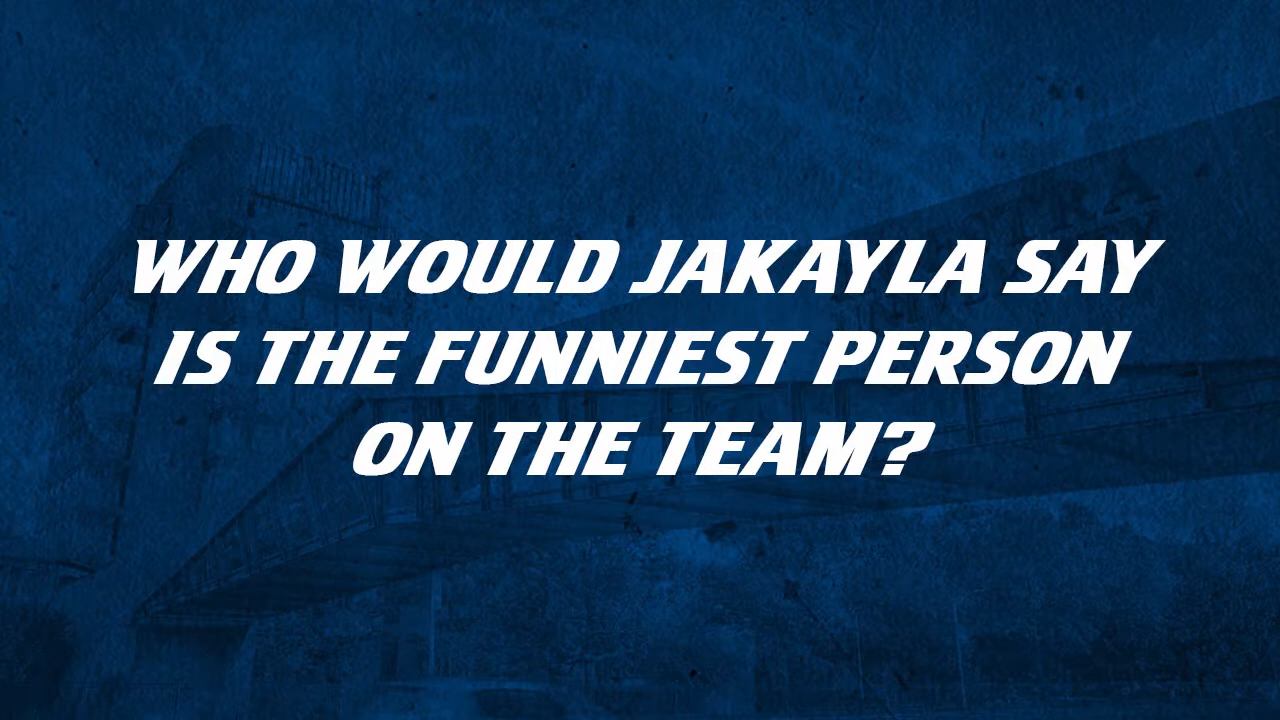 WHO WOULD JAKAYLA SAY
IS THE FUNNIEST PERSON
ON THE TEAM?